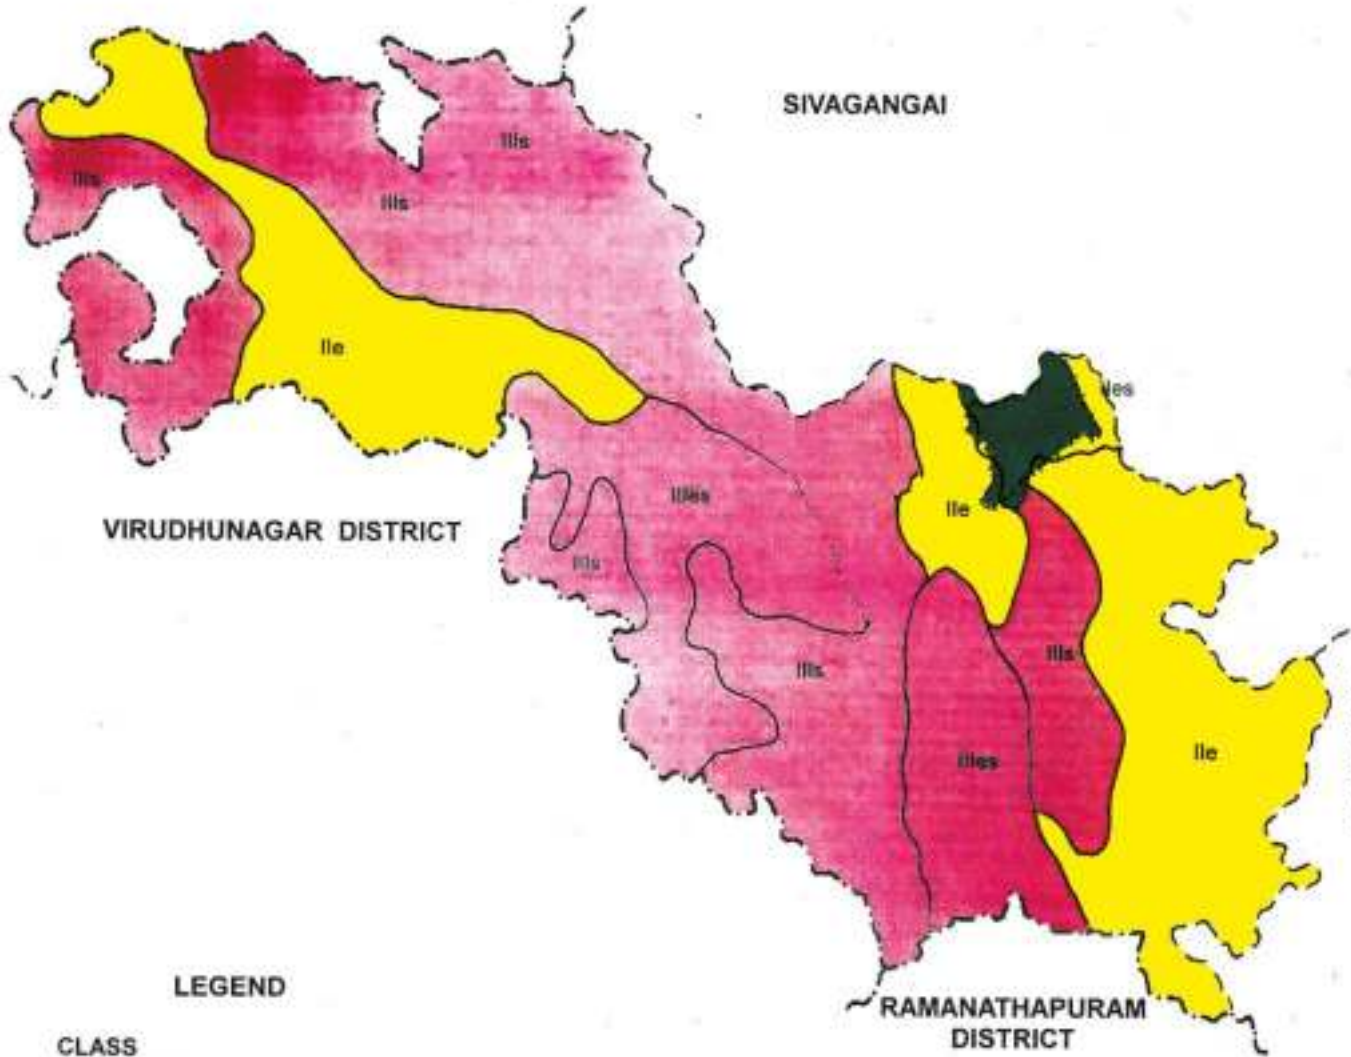 SIVAGANGAI
IIIs
IIIs
IIIs
IIe
IIes
IIIes
IIe
VIRUDHUNAGAR DISTRICT
IIIs
IIIs
IIIs
IIIes
IIe
LEGEND
RAMANATHAPURAM
DISTRICT
CLASS